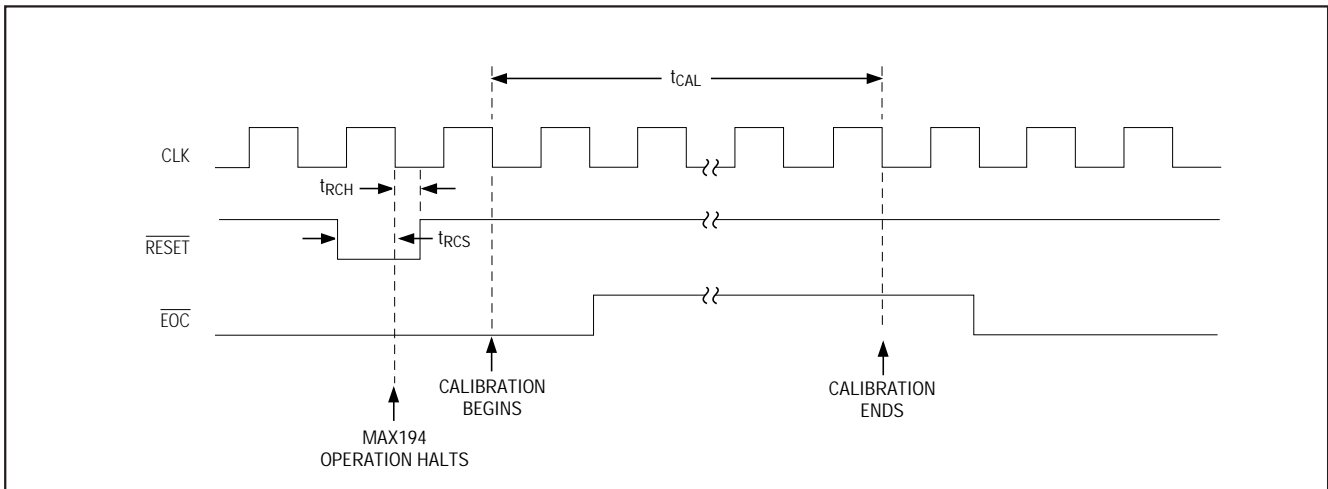 tCAL
CLK
tRCH
RESET
tRCS
EOC
CALIBRATION
BEGINS
CALIBRATION
ENDS
MAX194
OPERATION HALTS